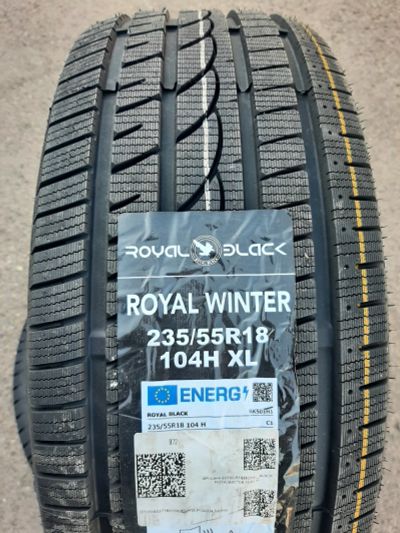 ROYAL BLACK
ROYAL WINTER
235/55R18
104H XL
ENERG
ROYAL BLACK
235/55R18 104 H
C1